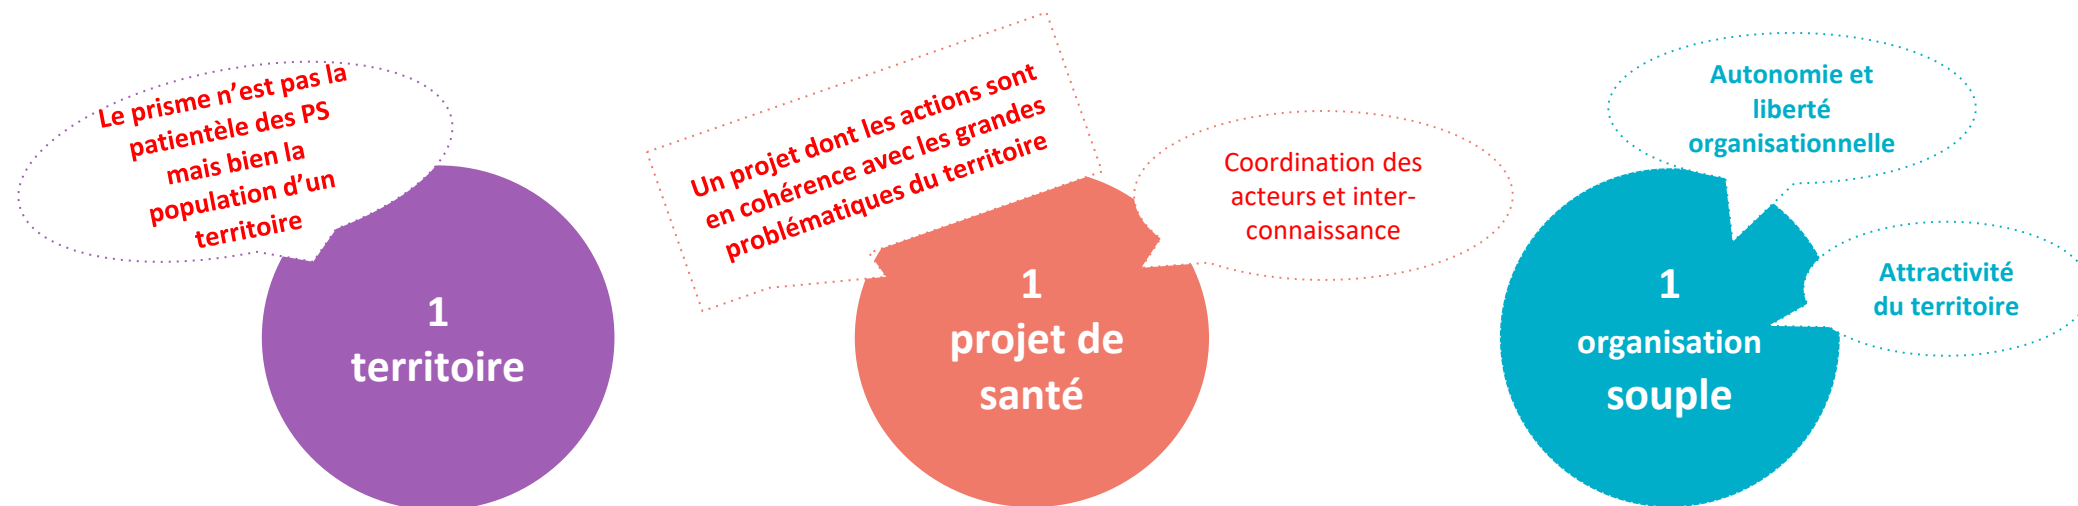 Le prisme n’est pas la
patientèle des PS
mais bien la
population d’un
territoire
1
territoire
Un projet dont les actions sont
en cohérence avec les grandes
problématiques du territoire
Coordination des
acteurs et inter-
connaissance
1
projet de
santé
Autonomie et
liberté
organisationnelle
Attractivité
du territoire
1
organisation
souple